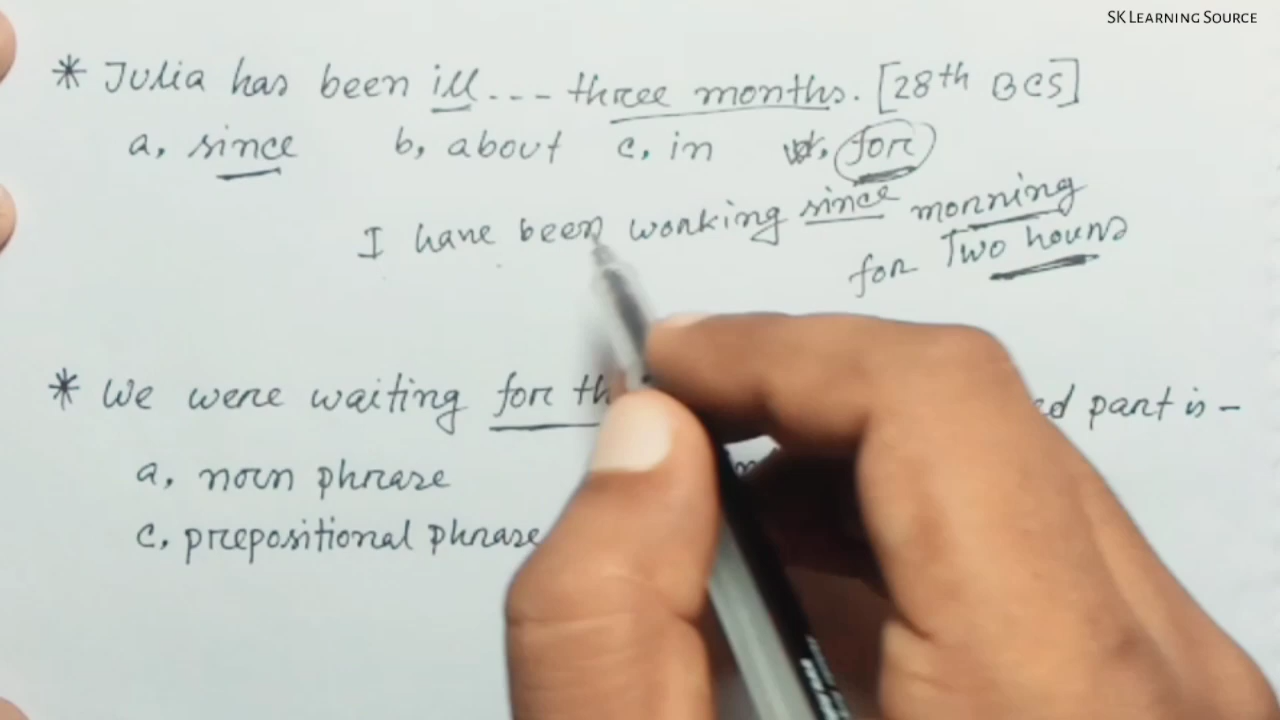 SK LEARNING SOURCE
* Julia has been ill... --- three months. [28th BCS]
a, since b, about c, in d, for
I have been working since morning
for Two hours
* We were waiting for th part is -
a, noun phrase
c, prepositional phrase